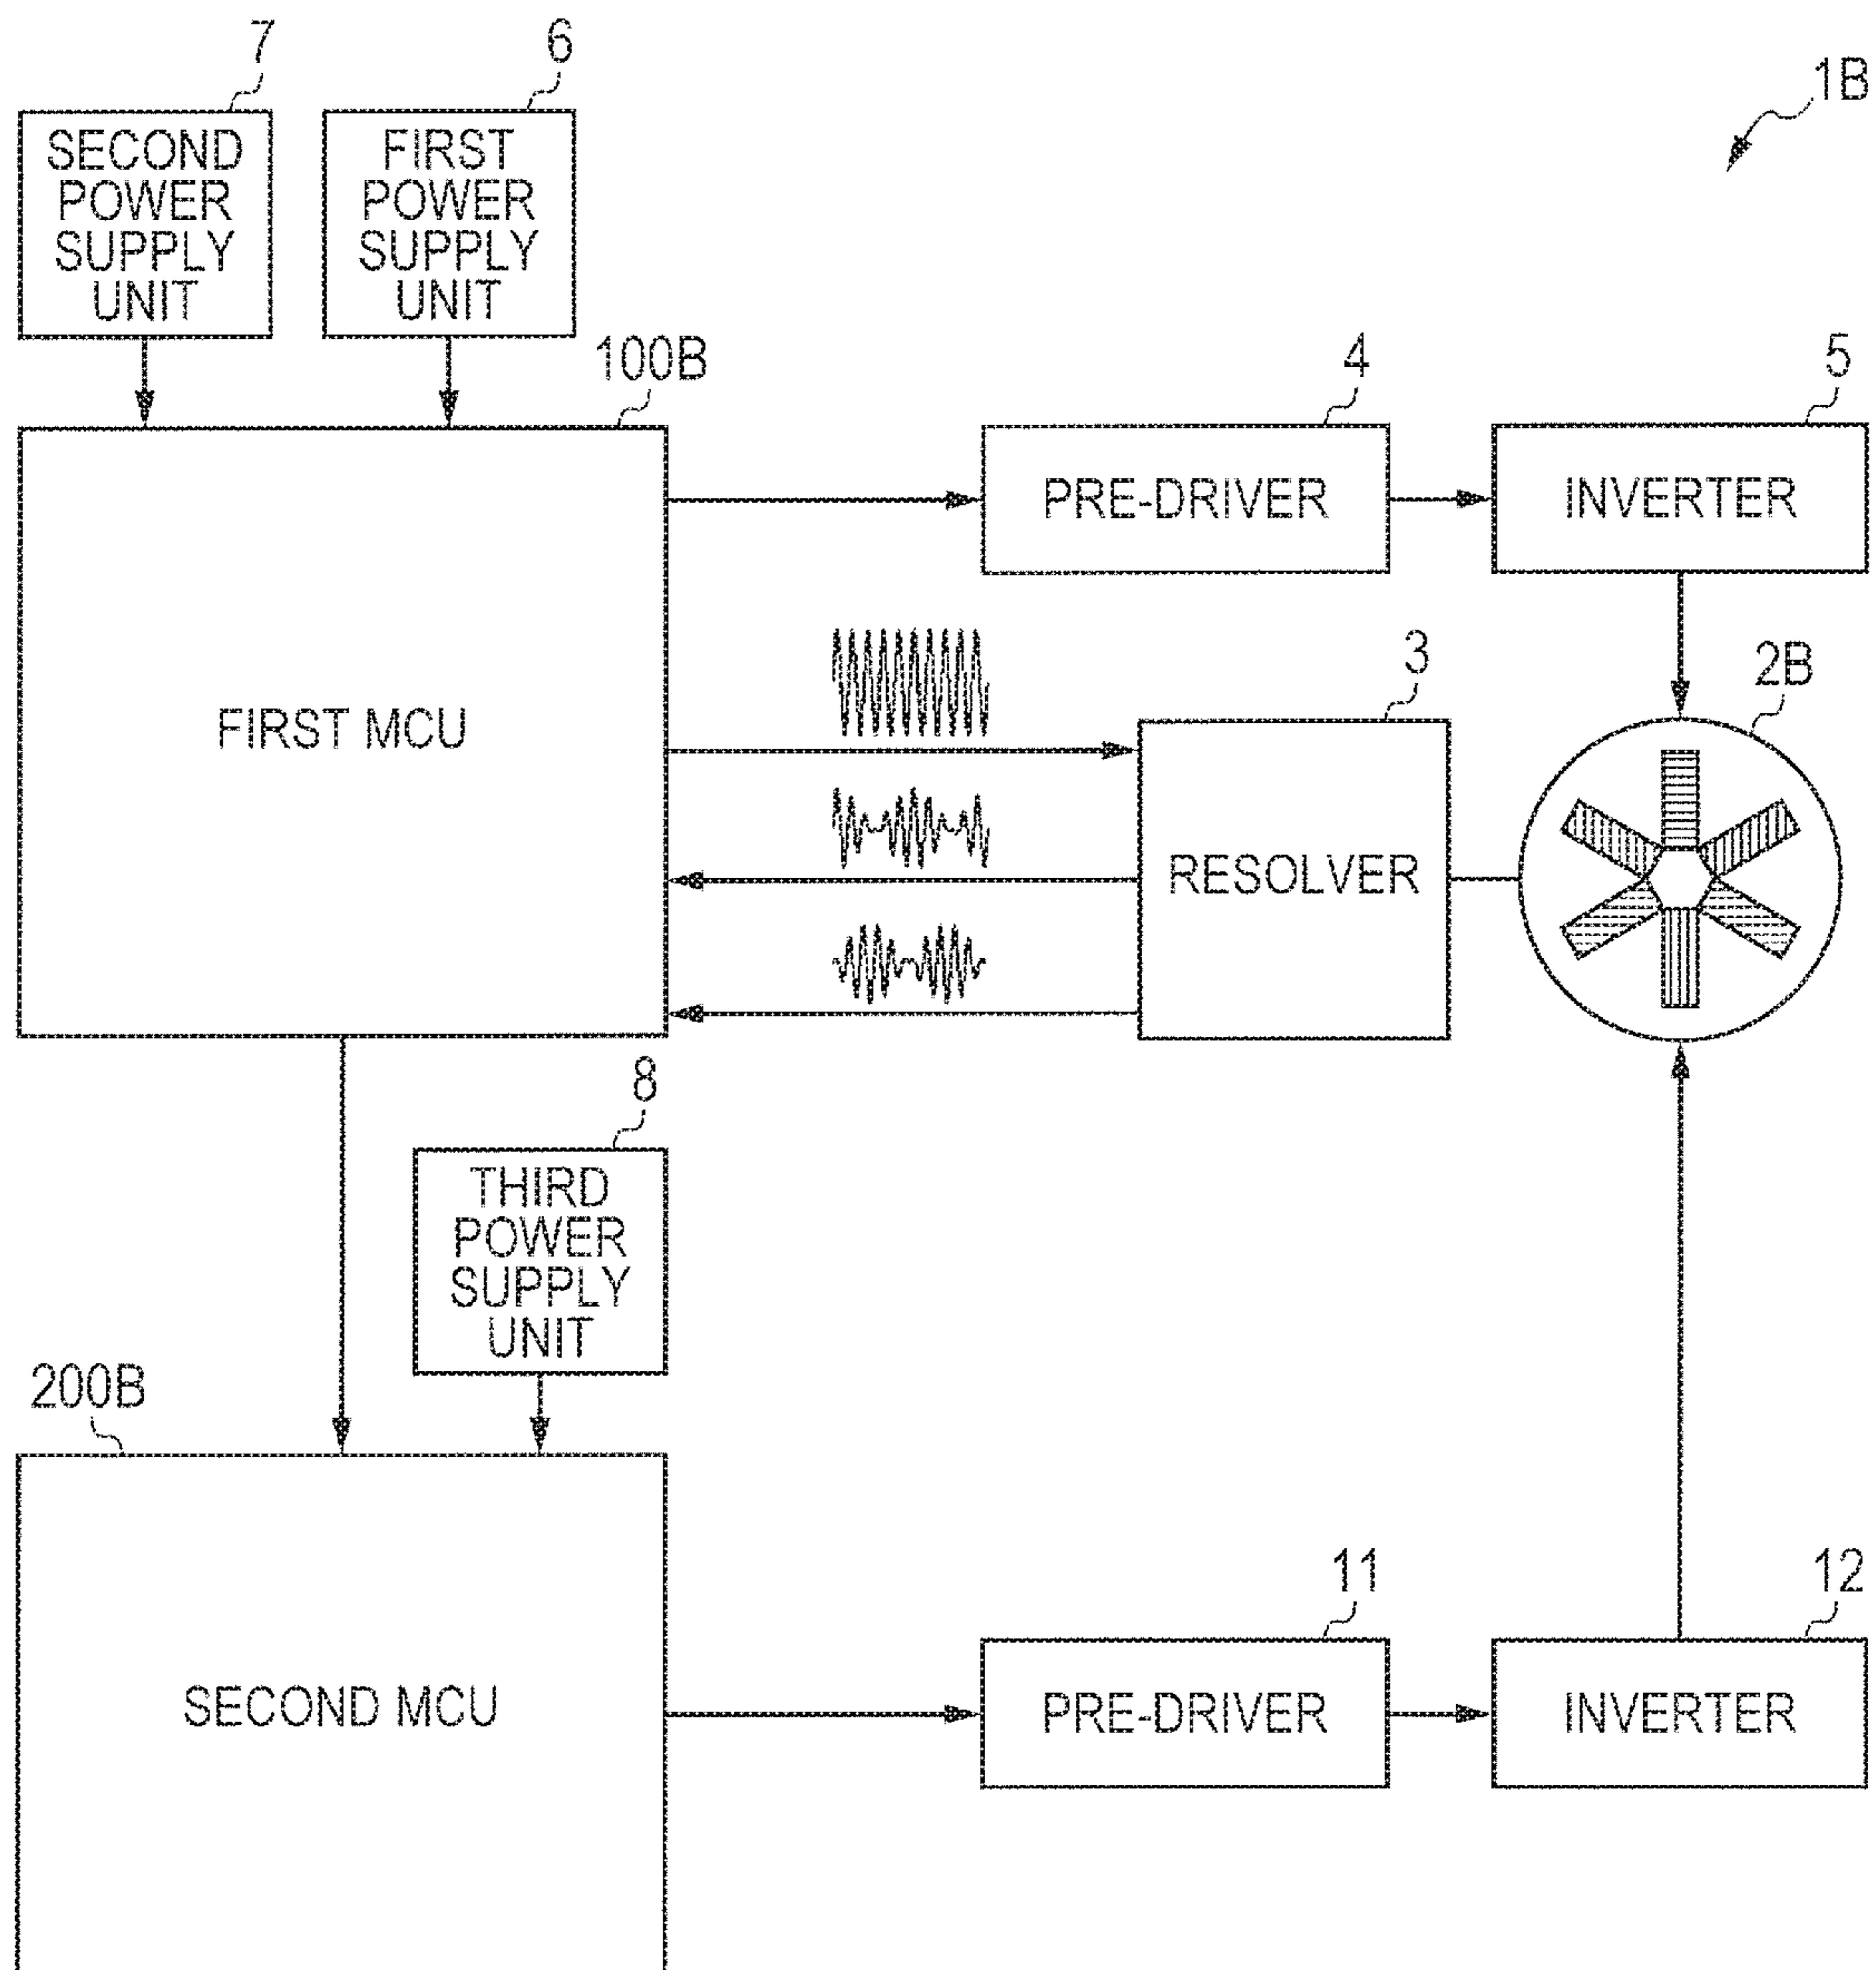 7
6
1B
SECOND
POWER
SUPPLY
UNIT
FIRST
POWER
SUPPLY
UNIT
100B
4
5
PRE-DRIVER
INVERTER
3
2B
FIRST MCU
RESOLVER
8
THIRD
POWER
SUPPLY
UNIT
200B
11
12
SECOND MCU
PRE-DRIVER
INVERTER